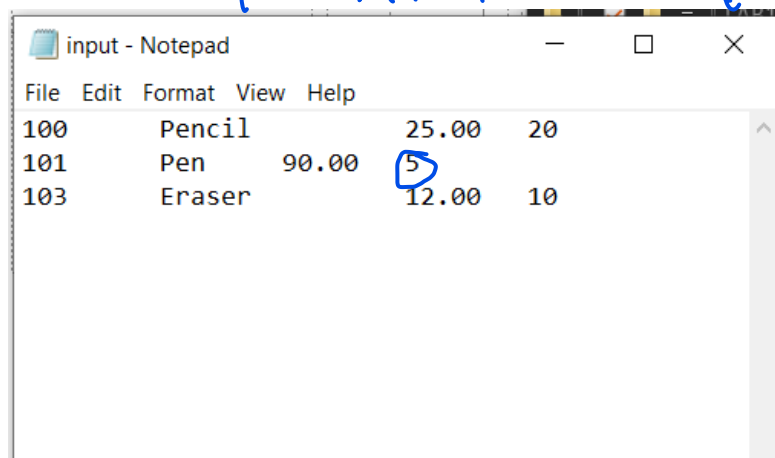 input - Notepad
File Edit Format View Help
100 Pencil 25.00 20
101 Pen 90.00 5
103 Eraser 12.00 10